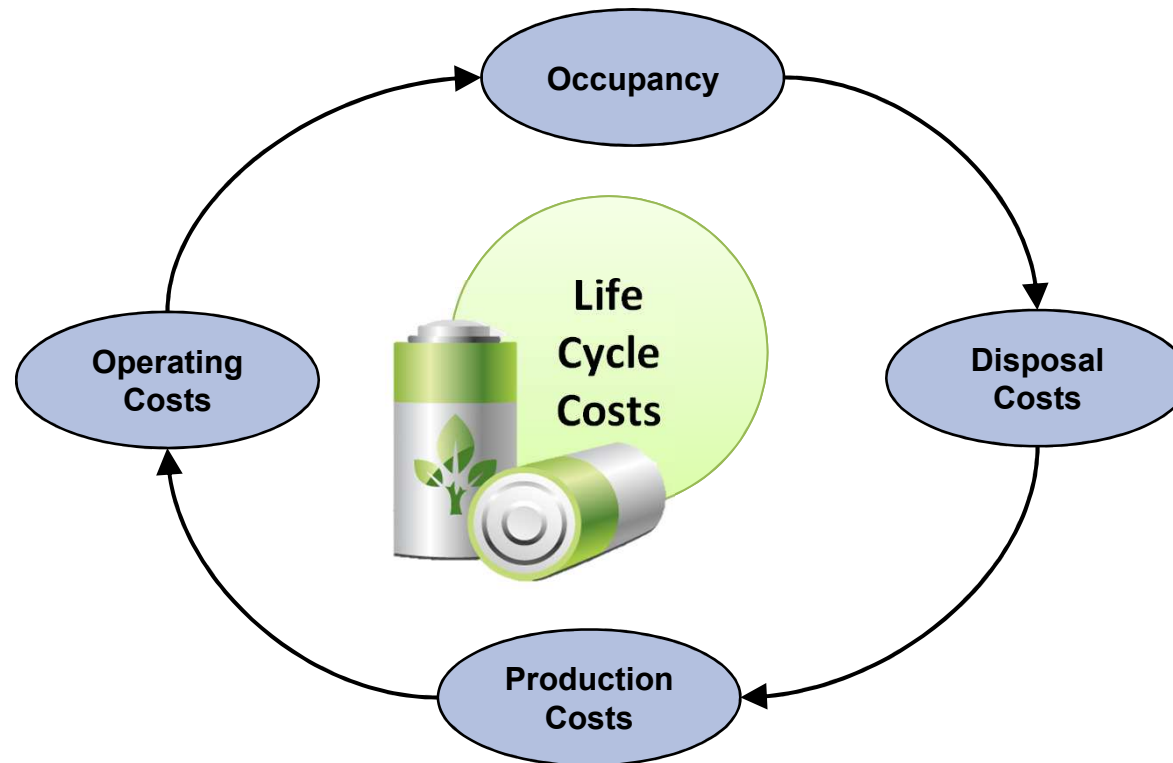 Occupancy
Life
Cycle
Costs
Operating
Costs
Disposal
Costs
Production
Costs